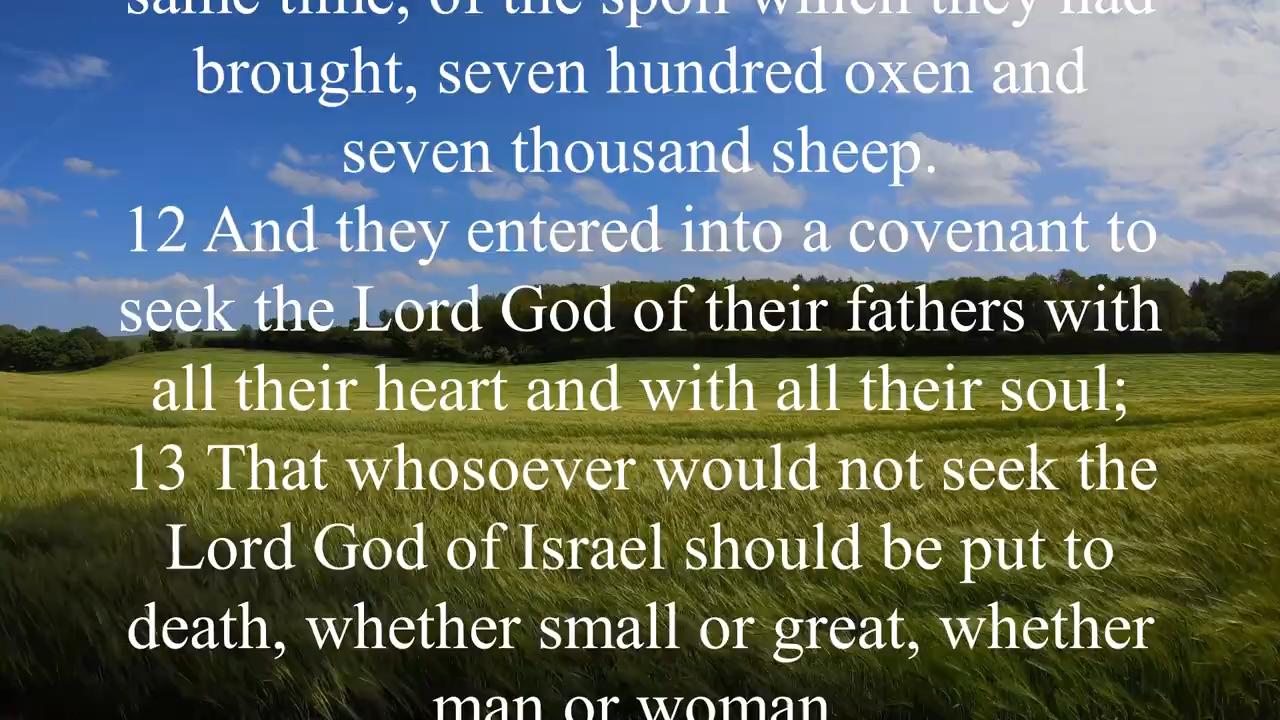 same time, of the spoil which they had
brought, seven hundred oxen and
seven thousand sheep.
12 And they entered into a covenant to
seek the Lord God of their fathers with
all their heart and with all their soul;
13 That whosoever would not seek the
Lord God of Israel should be put to
death, whether small or great, whether
man or woman